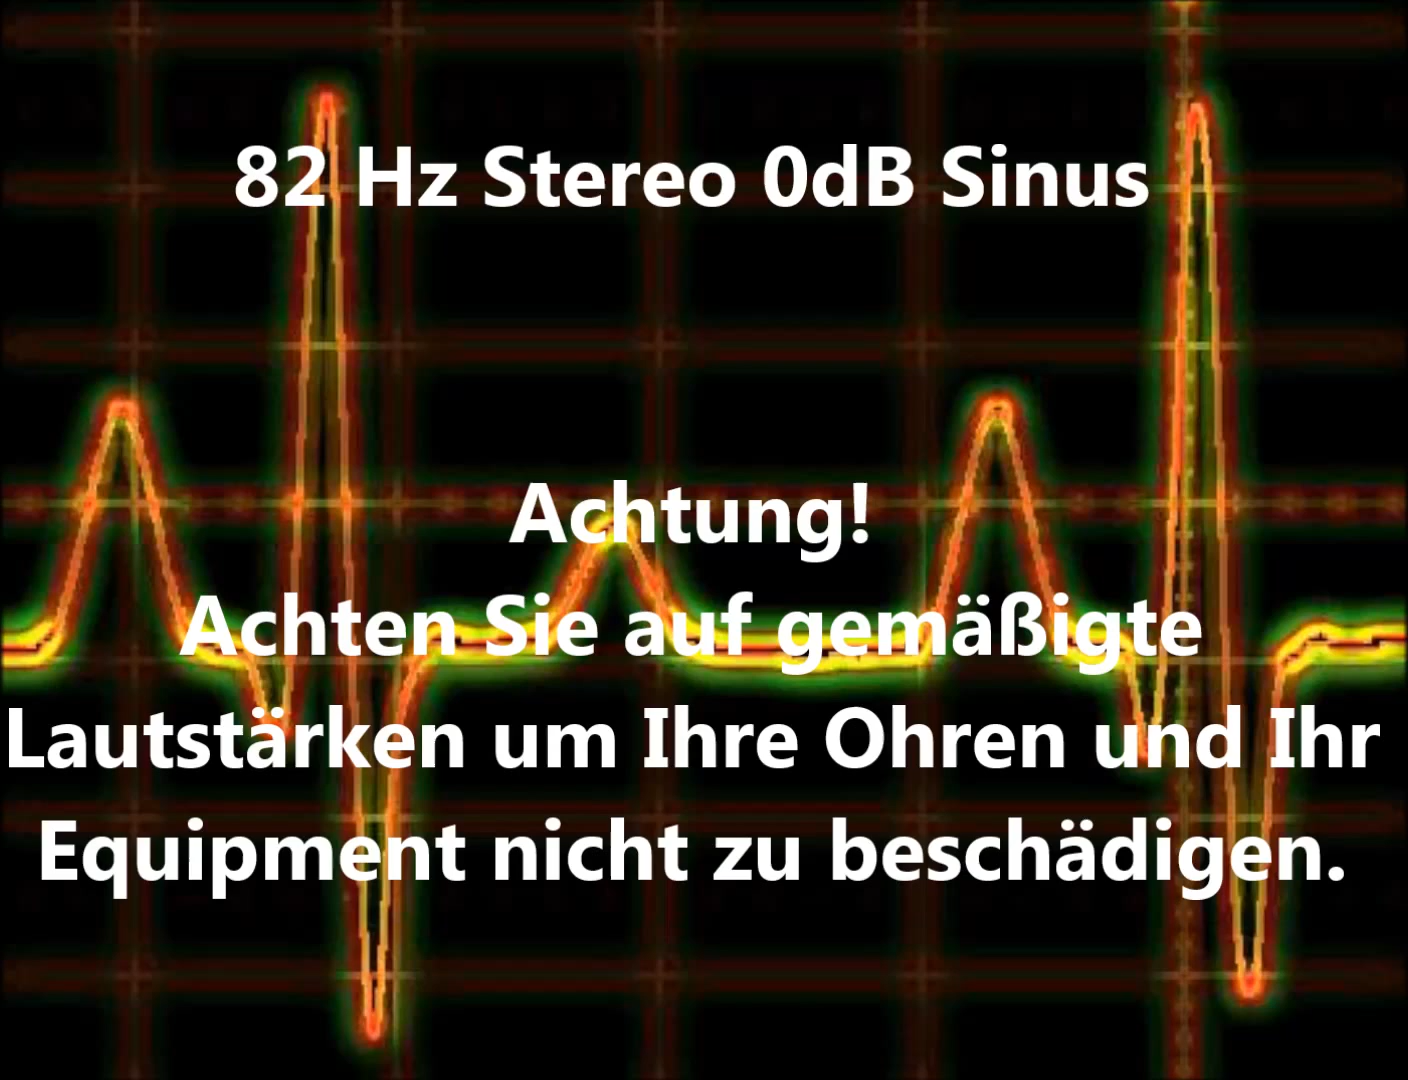 82 Hz Stereo 0dB Sinus
Achtung!
Achten Sie auf gemäßigte
Lautstärken um Ihre Ohren und Ihr
Equipment nicht zu beschädigen.